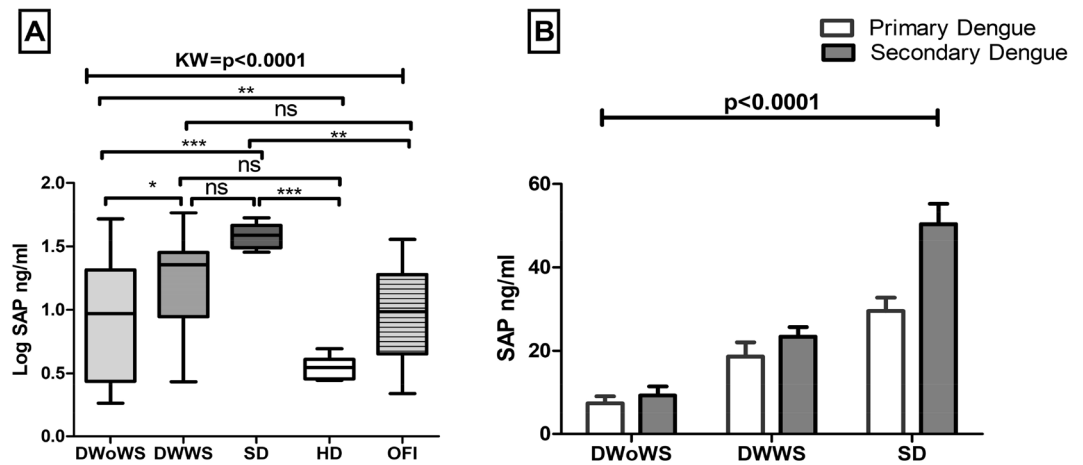 A
KW=p<0.0001
**
ns
***
**
ns
*
ns
***
Log SAP ng/ml
2.0
1.5
1.0
0.5
0.0
DWoWS DWWS SD HD OFI
B
Primary Dengue
Secondary Dengue
p<0.0001
SAP ng/ml
60
40
20
0
DWoWS DWWS SD